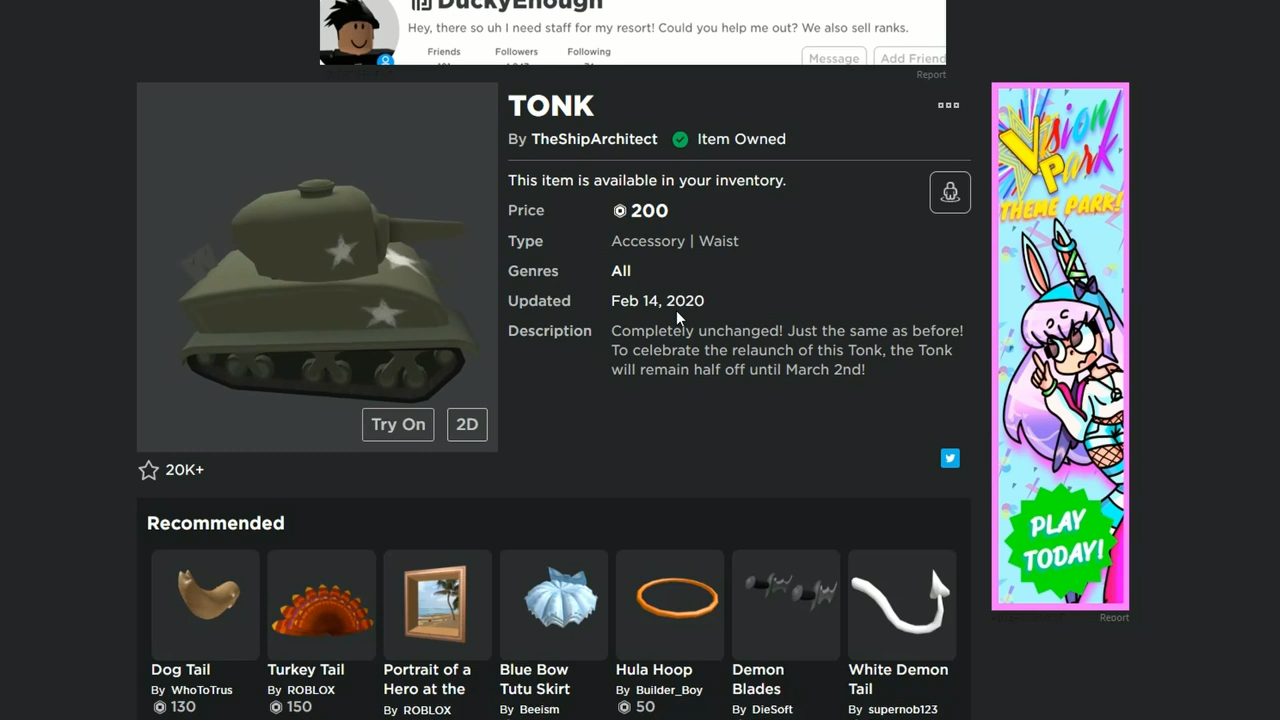 DuckyEnough
Hey, there so uh I need staff for my resort! Could you help me out? We also sell ranks.
Friends
Followers
Following
Message
Add Friend
Report
TONK
By TheShipArchitect
Item Owned
This item is available in your inventory.
Price
200
Type
Accessory | Waist
Genres
All
Updated
Feb 14, 2020
Description
Completely unchanged! Just the same as before!
To celebrate the relaunch of this Tonk, the Tonk
will remain half off until March 2nd!
Try On
2D
20K+
Vision
Park
THEME PARK!
PLAY
TODAY!
Report
Recommended
Dog Tail
By WhoToTrus
130
Turkey Tail
By ROBLOX
150
Portrait of a
Hero at the
By ROBLOX
Blue Bow
Tutu Skirt
By Beeism
Hula Hoop
By Builder_Boy
50
Demon
Blades
By DieSoft
White Demon
Tail
By supernob123